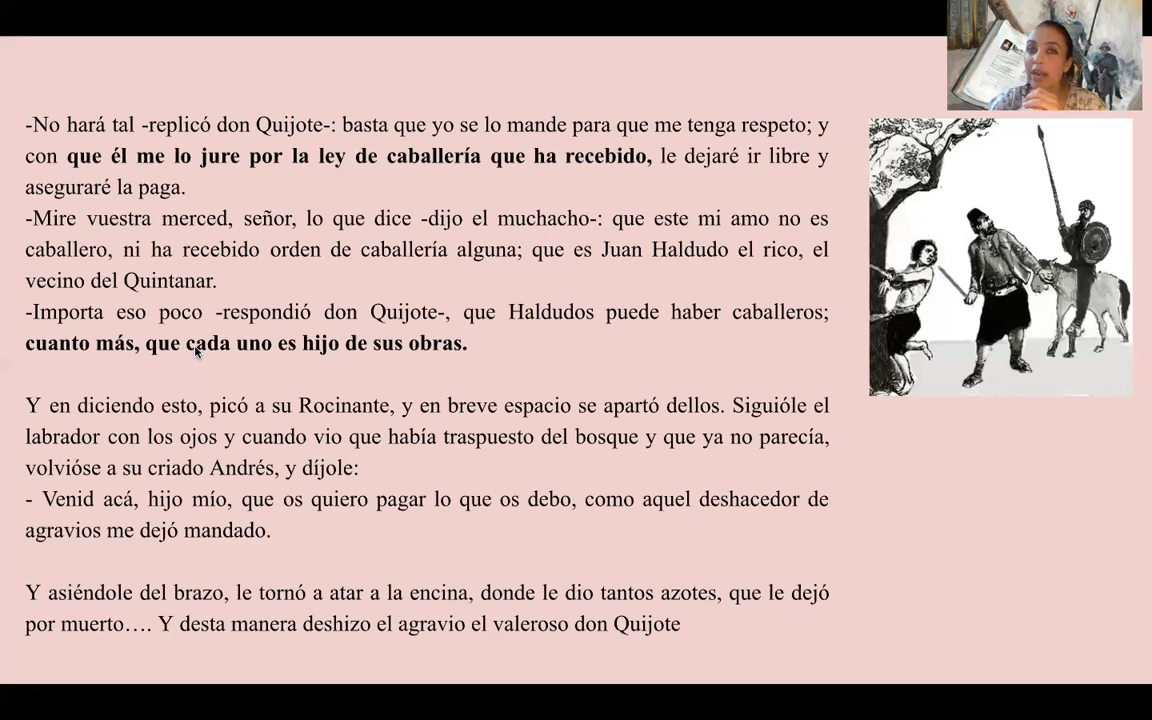 -No hará tal -replicó don Quijote-: basta que yo se lo mande para que me tenga respeto; y
con que él me lo jure por la ley de caballería que ha recebido, le dejaré ir libre y
aseguraré la paga.
-Mire vuestra merced, señor, lo que dice -dijo el muchacho-: que este mi amo no es
caballero, ni ha recebido orden de caballería alguna; que es Juan Haldudo el rico, el
vecino del Quintanar.
-Importa eso poco -respondió don Quijote-, que Haldudos puede haber caballeros;
cuanto más, que cada uno es hijo de sus obras.
Y en diciendo esto, picó a su Rocinante, y en breve espacio se apartó dellos. Siguióle el
labrador con los ojos y cuando vio que había traspuesto del bosque y que ya no parecía,
volvióse a su criado Andrés, y díjole:
- Venid acá, hijo mío, que os quiero pagar lo que os debo, como aquel deshacedor de
agravios me dejó mandado.
Y asiéndole del brazo, le tornó a atar a la encina, donde le dio tantos azotes, que le dejó
por muerto…. Y desta manera deshizo el agravio el valeroso don Quijote